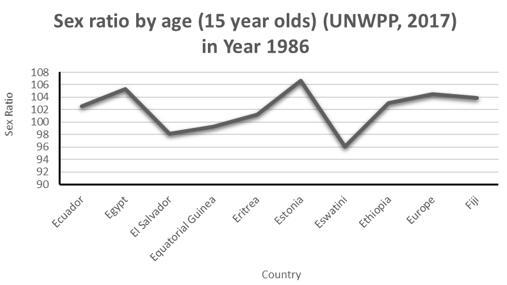 Sex ratio by age (15 year olds) (UNWPP, 2017)
in Year 1986
Sex Ratio
108
106
104
102
100
98
96
94
92
90
Ecuador
Egypt
El Salvador
Equatorial Guinea
Eritrea
Estonia
Eswatini
Ethiopia
Europe
Fiji
Country